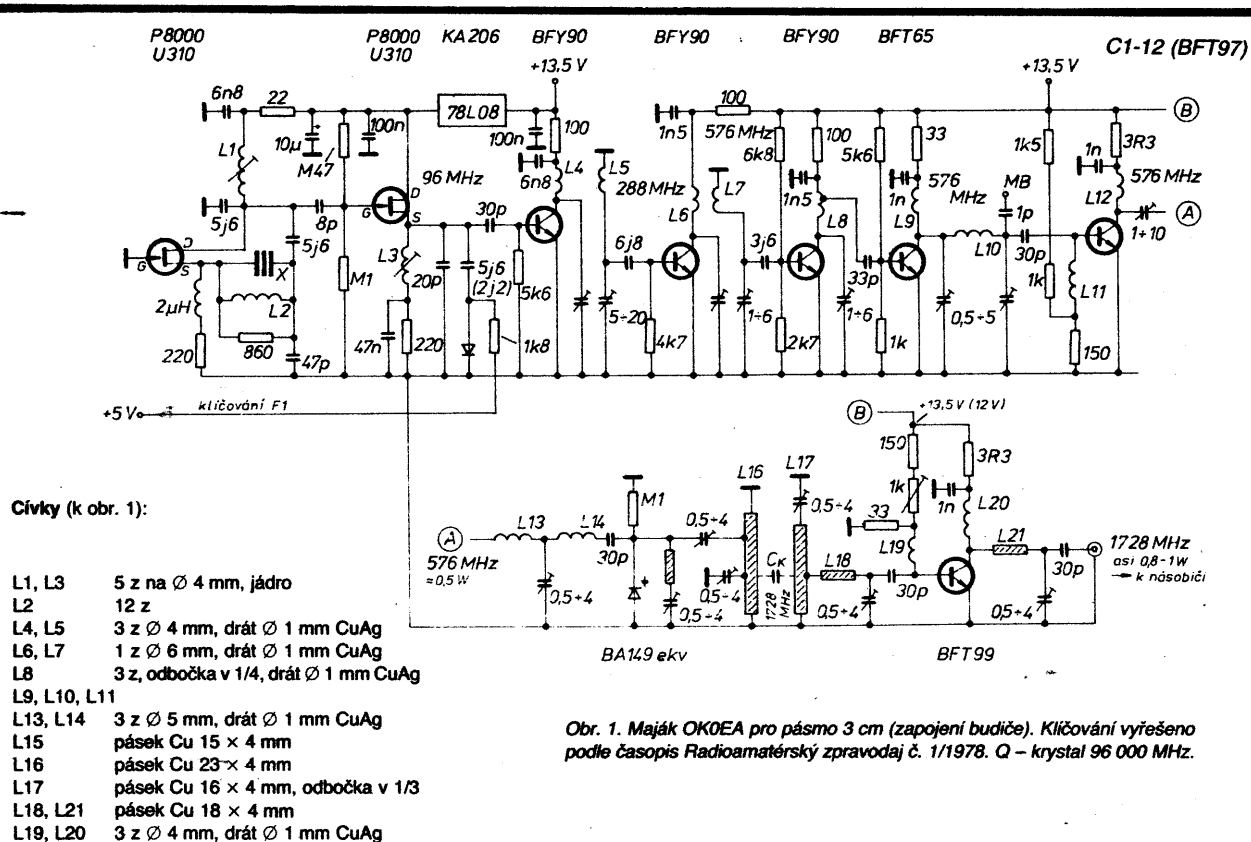 P8000 P8000 KA206 BFY90 BFY90 BFY90 BFT65 C1-12 (BFT97)
U310 U310
+13,5 V +13,5 V
6n8 22 78L08 100 100 33 3R3 B
10µ M47 100n 100n 100 1n5 576 MHz 6k8 100 5k6 1k5 1n
L1 6n8 L4 L5 288 MHz L7 1n5 1n 576 MHz MB L12 576 MHz
96 MHz L6 L8 L9 1p A
D
5j6 8p G S 30p L10 30p 1÷10
G D S 5j6 L3 20p 5j6 (2j2) 5k6 6j8 3j6 33p 1k L11
X M1
2µH L2 5÷20 1÷6 1÷6 0,5÷5
220 860 47p 47n 220 1k8 4k7 2k7 1k 150
+5 V klíčování F1
B +13,5 V (12 V)
150 3R3
M1 L16 L17 1k
0,5÷4 0,5÷4 1n L20
A L13 L14 33 L21 1728 MHz
576 MHz 30p L19 asi 0,8-1W
≈0,5 W CK L18 30p → k násobiči
0,5÷4 0,5÷4 0,5÷4 1728 MHz 0,5÷4 30p 0,5÷4
BA149 ekv BFT99
Cívky (k obr. 1):
L1, L3 5 z na Ø 4 mm, jádro
L2 12 z
L4, L5 3 z Ø 4 mm, drát Ø 1 mm CuAg
L6, L7 1 z Ø 6 mm, drát Ø 1 mm CuAg
L8 3 z, odbočka v 1/4, drát Ø 1 mm CuAg
L9, L10, L11
L13, L14 3 z Ø 5 mm, drát Ø 1 mm CuAg
L15 pásek Cu 15 × 4 mm
L16 pásek Cu 23 × 4 mm
L17 pásek Cu 16 × 4 mm, odbočka v 1/3
L18, L21 pásek Cu 18 × 4 mm
L19, L20 3 z Ø 4 mm, drát Ø 1 mm CuAg
Obr. 1. Maják OK0EA pro pásmo 3 cm (zapojení budiče). Klíčování vyřešeno
podle časopis Radioamatérský zpravodaj č. 1/1978. Q – krystal 96 000 MHz.